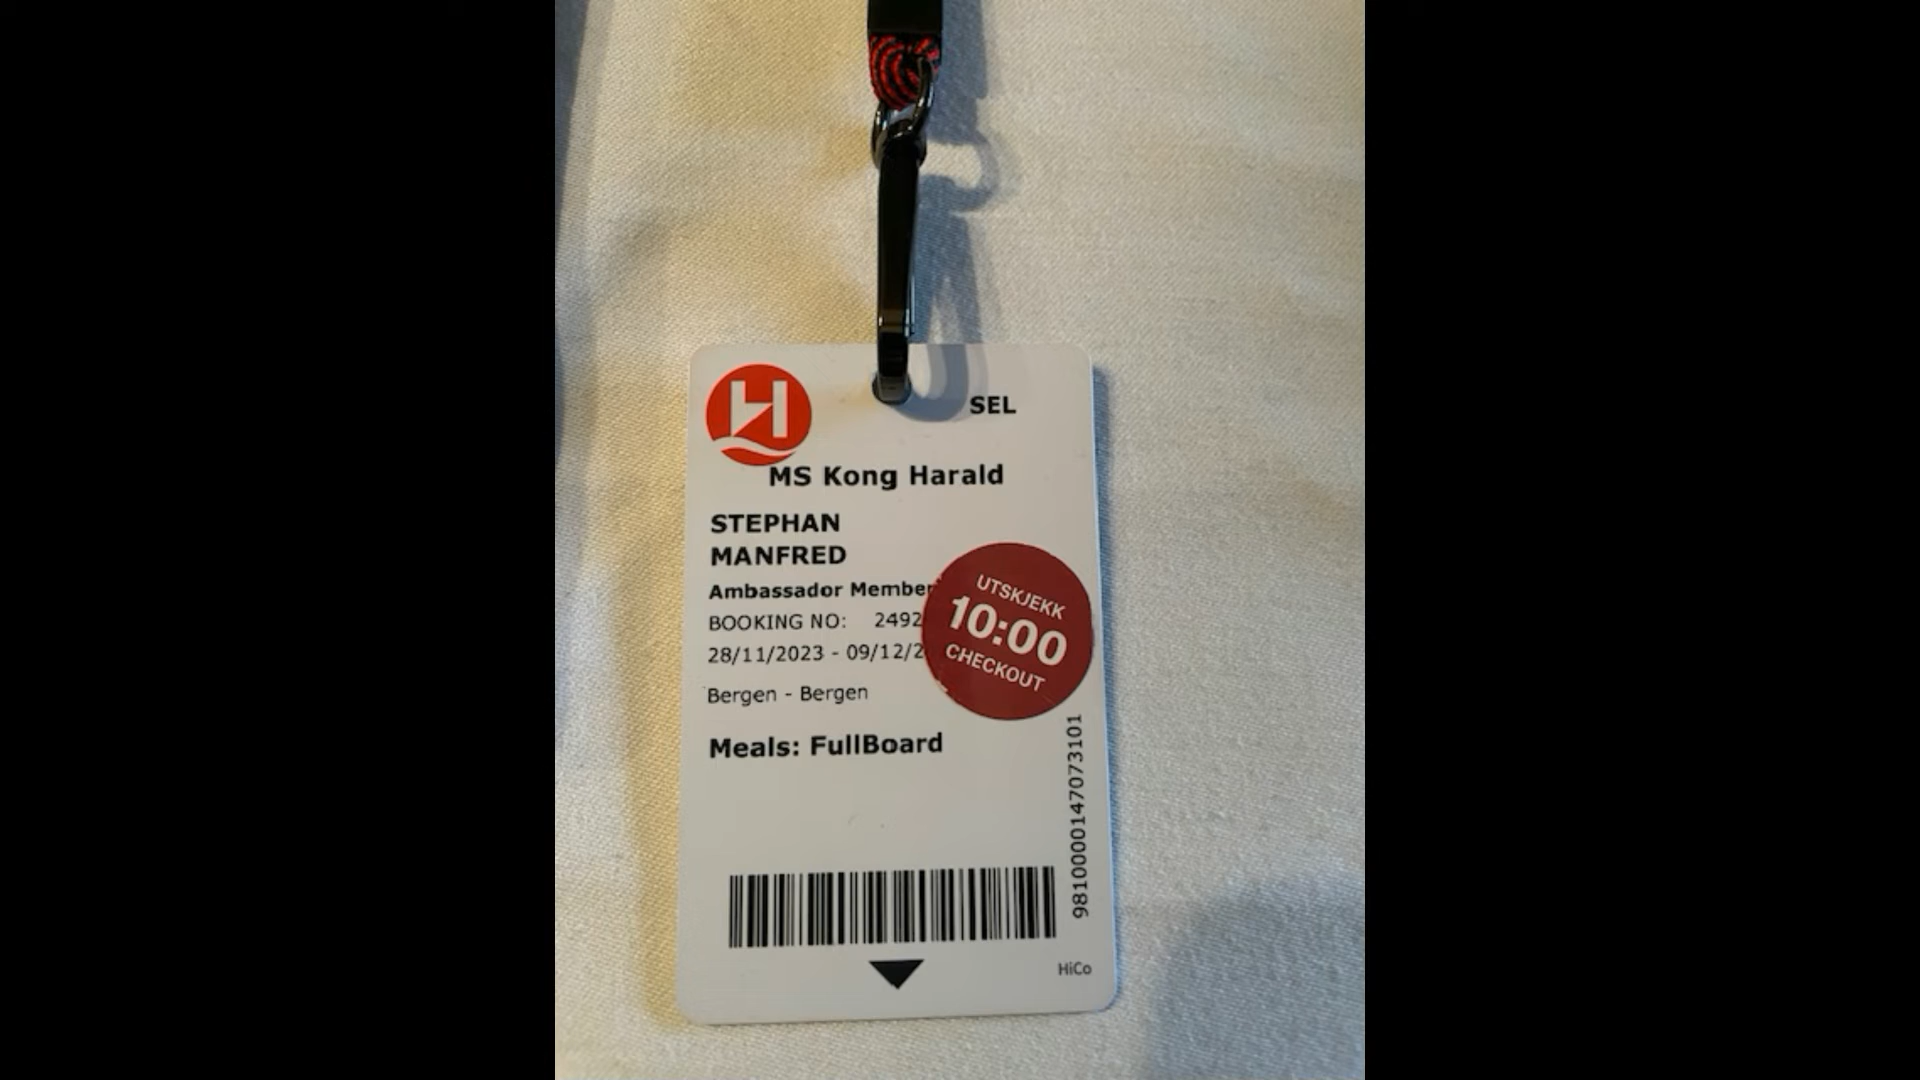 SEL
MS Kong Harald
STEPHAN
MANFRED
Ambassador Member
BOOKING NO: 2492
28/11/2023 - 09/12/2
Bergen - Bergen
UTSKJEKK
10:00
CHECKOUT
Meals: FullBoard
9810000147073101
HiCo